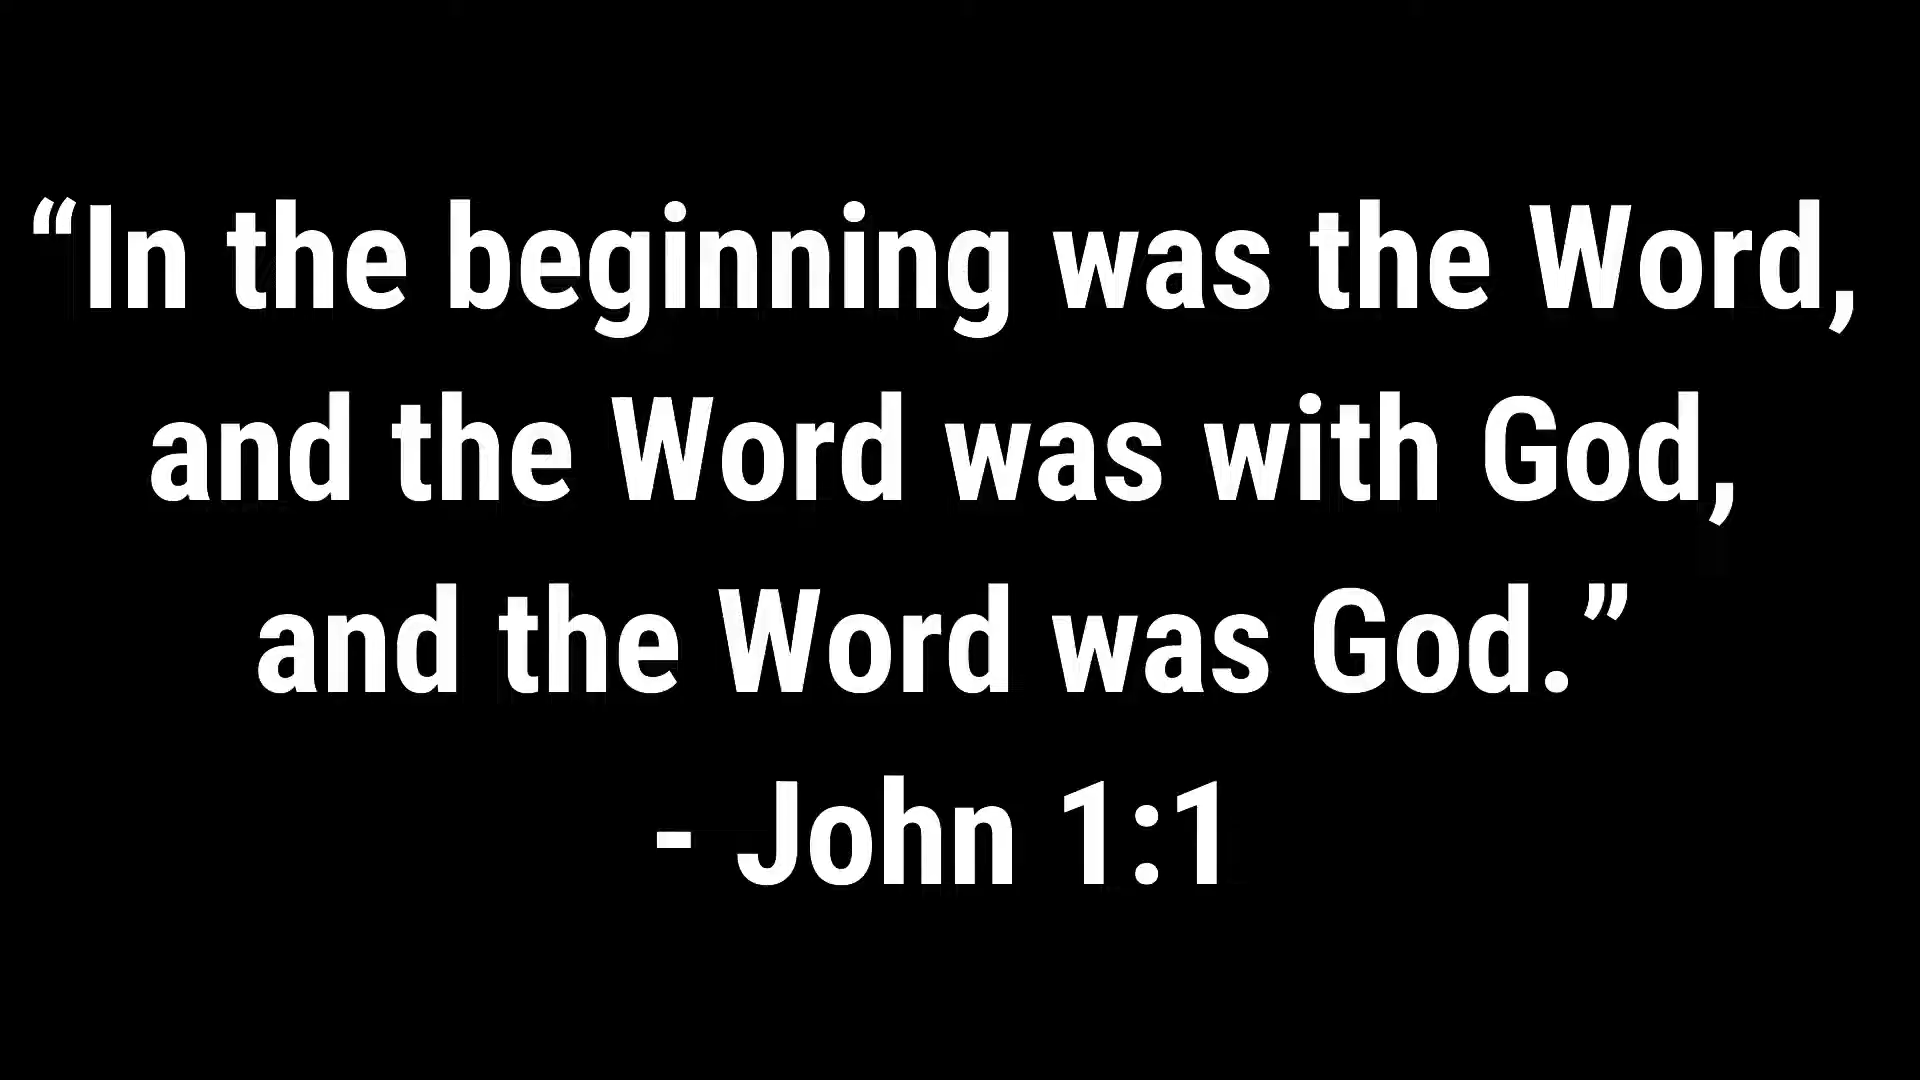 “In the beginning was the Word,
and the Word was with God,
and the Word was God.”
- John 1:1